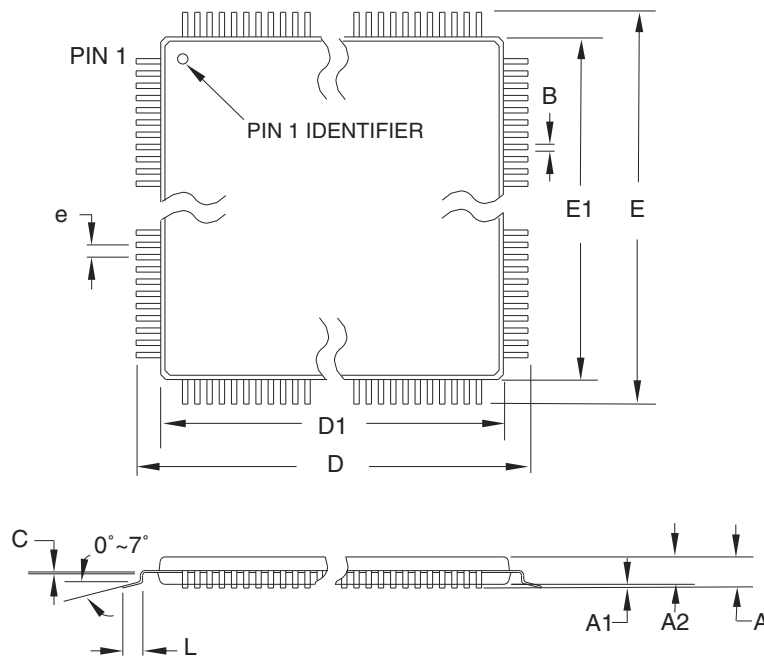 PIN 1
B
PIN 1 IDENTIFIER
e
E1
E
D1
D
C
0°~7°
A1
A2
A
L